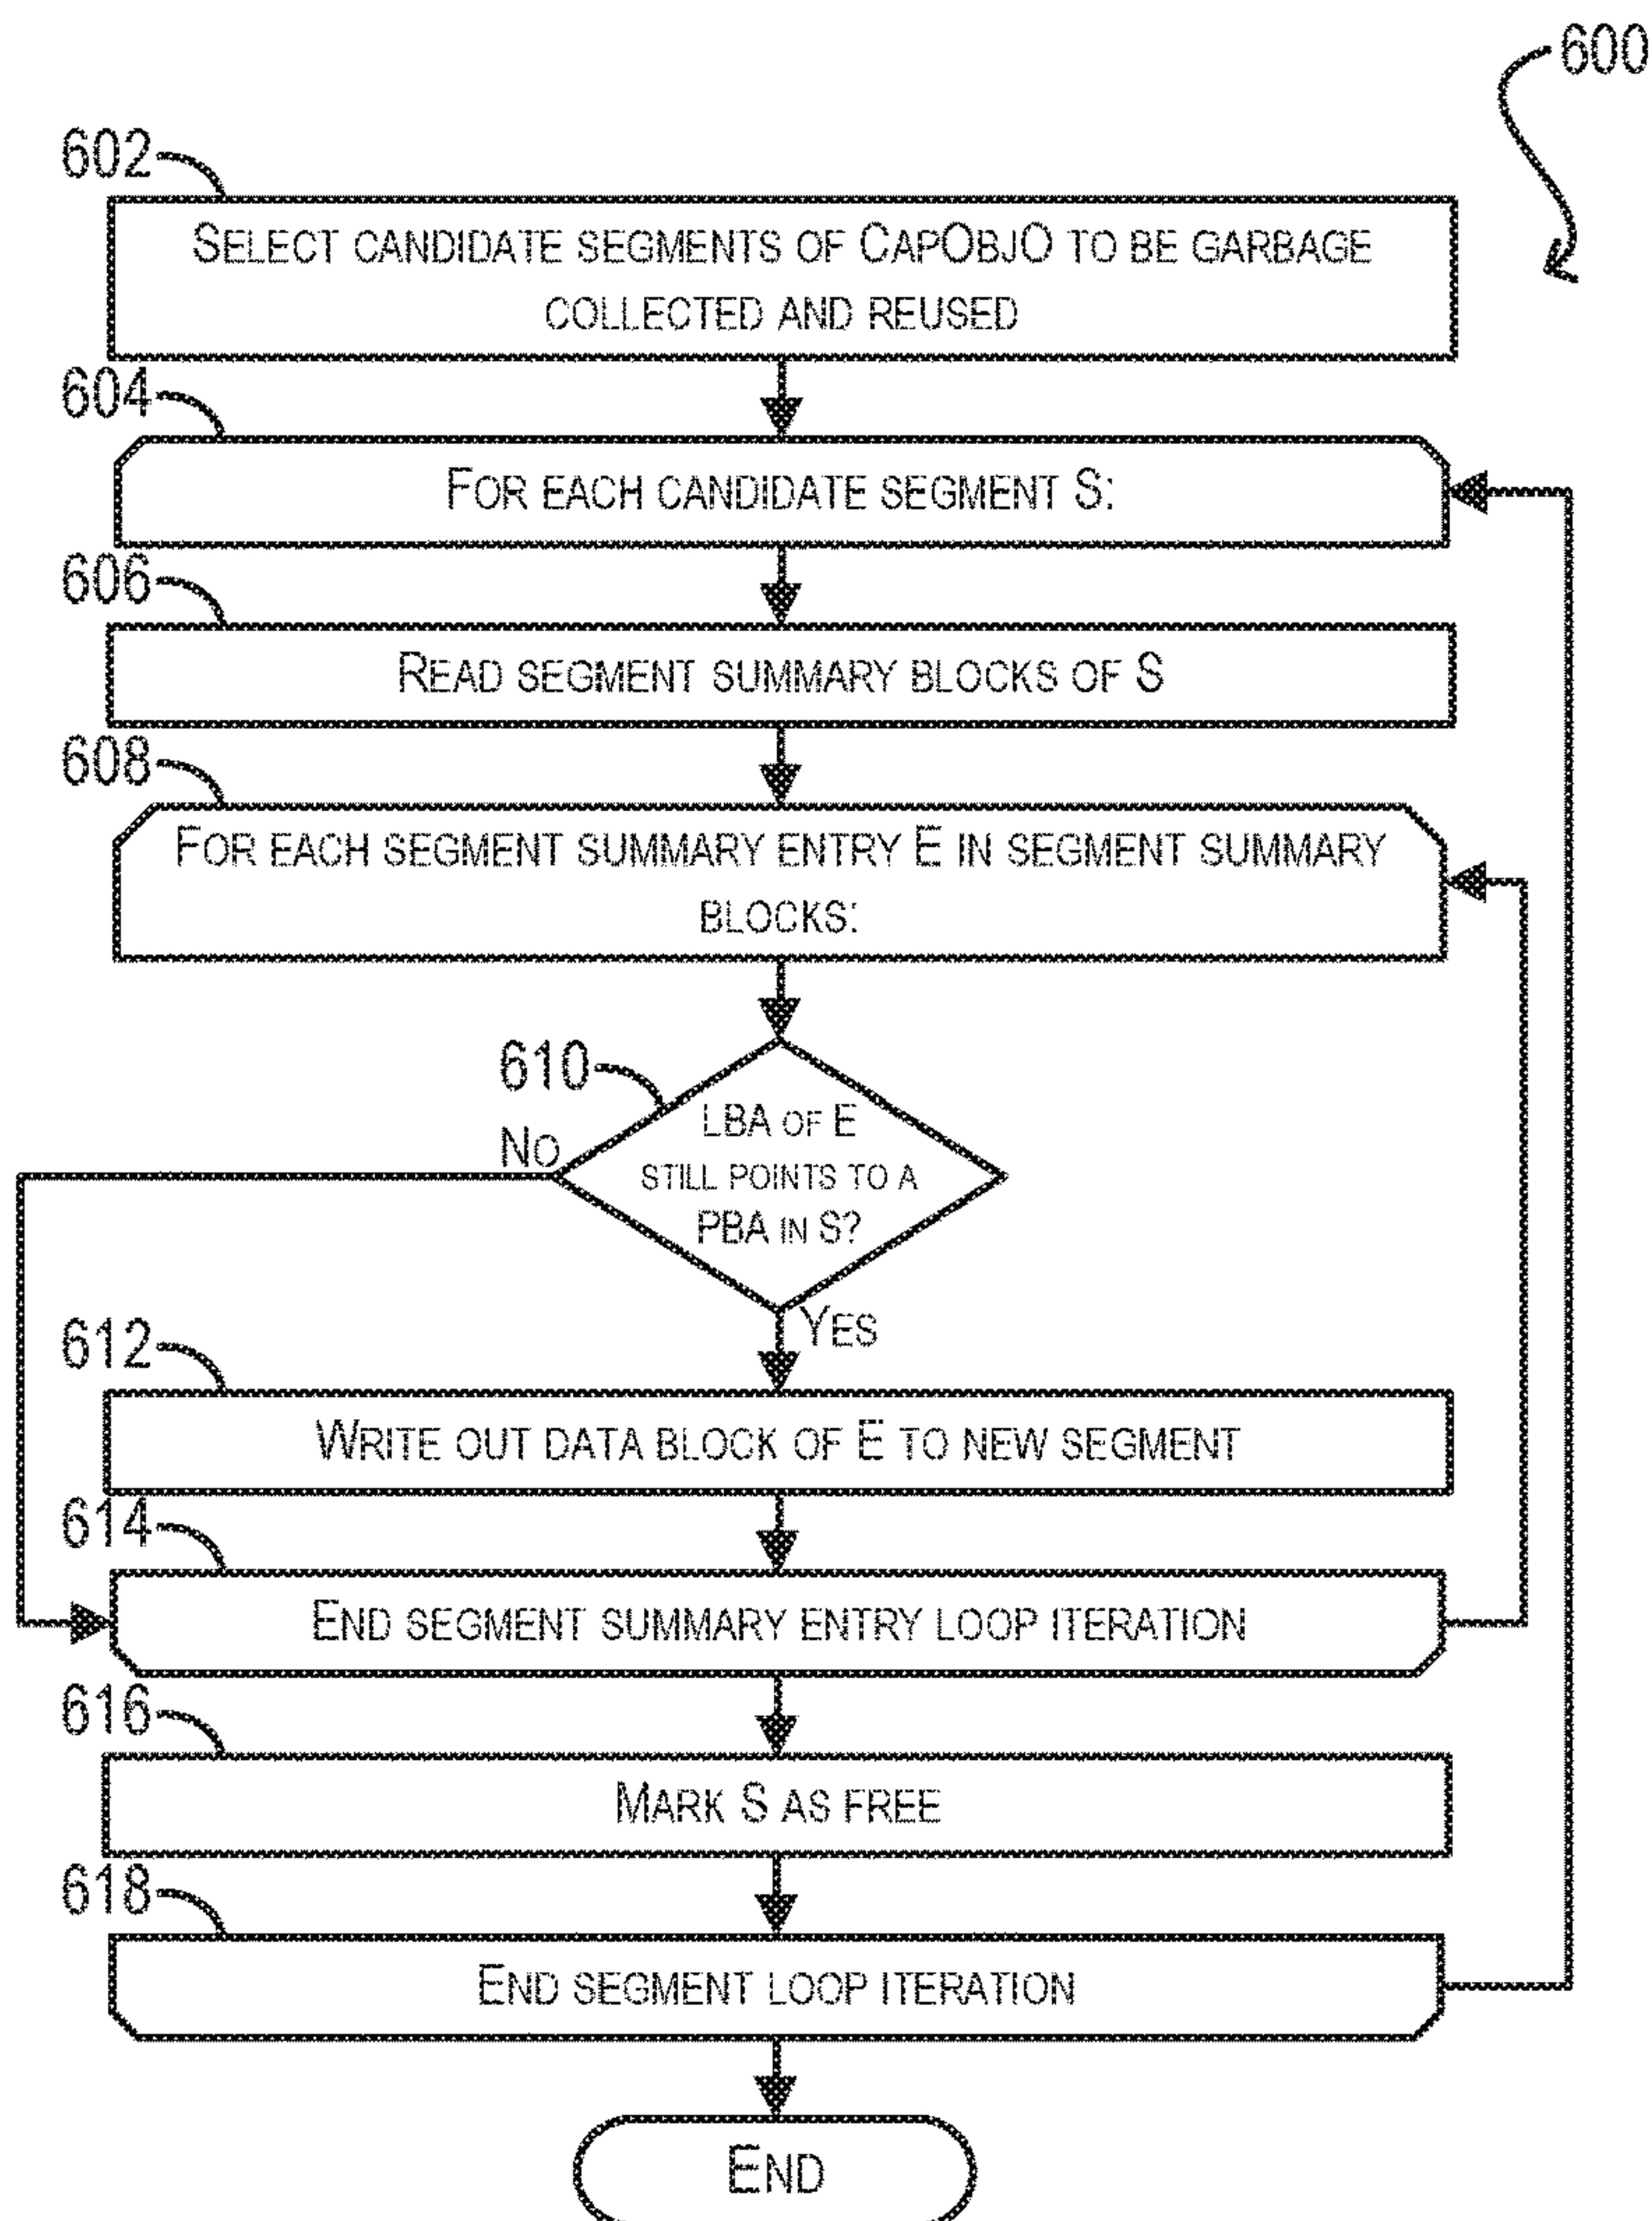 600
602
SELECT CANDIDATE SEGMENTS OF CAPOBJO TO BE GARBAGE
COLLECTED AND REUSED
604
FOR EACH CANDIDATE SEGMENT S:
606
READ SEGMENT SUMMARY BLOCKS OF S
608
FOR EACH SEGMENT SUMMARY ENTRY E IN SEGMENT SUMMARY
BLOCKS:
610
LBA OF E
NO
STILL POINTS TO A
PBA IN S?
YES
612
WRITE OUT DATA BLOCK OF E TO NEW SEGMENT
614
END SEGMENT SUMMARY ENTRY LOOP ITERATION
616
MARK S AS FREE
618
END SEGMENT LOOP ITERATION
END